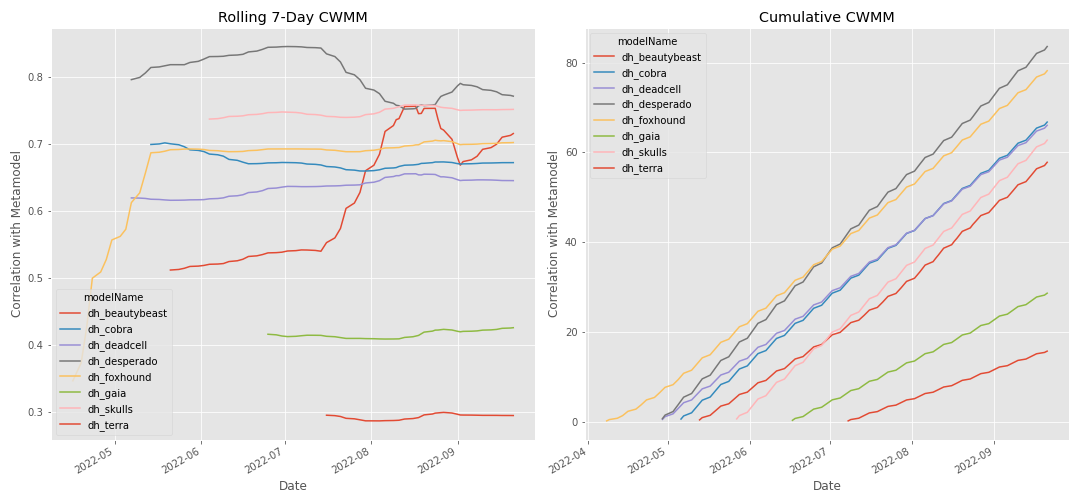 Rolling 7-Day CWMM
Correlation with Metamodel
0.8
0.7
0.6
0.5
0.4
0.3
modelName
dh_beautybeast
dh_cobra
dh_deadcell
dh_desperado
dh_foxhound
dh_gaia
dh_skulls
dh_terra
2022-05
2022-06
2022-07
2022-08
2022-09
Date
Cumulative CWMM
Correlation with Metamodel
80
60
40
20
0
modelName
dh_beautybeast
dh_cobra
dh_deadcell
dh_desperado
dh_foxhound
dh_gaia
dh_skulls
dh_terra
2022-04
2022-05
2022-06
2022-07
2022-08
2022-09
Date